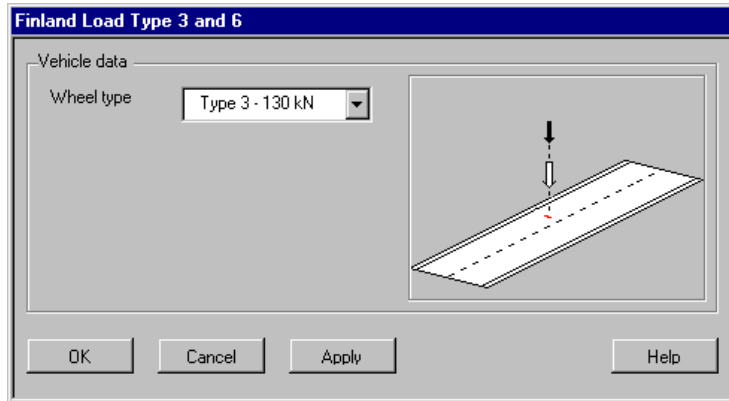 Finland Load Type 3 and 6
Vehicle data
Wheel type
Type 3 - 130 kN
OK
Cancel
Apply
Help